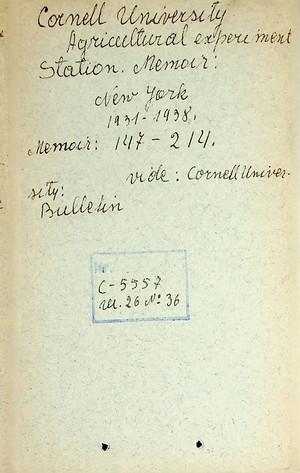 Cornell University
Agricultural experiment
Station. Memoir:
New York
1931-1938.
Memoir: 147-214.
vide: Cornell Univer-
sity:
Bulletin
C-5557
26 № 36